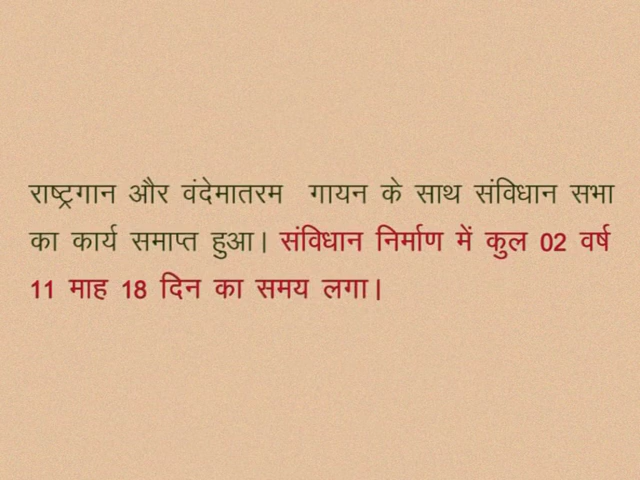 राष्ट्रगान और वंदेमातरम गायन के साथ संविधान सभा
का कार्य समाप्त हुआ। संविधान निर्माण में कुल 02 वर्ष
11 माह 18 दिन का समय लगा।